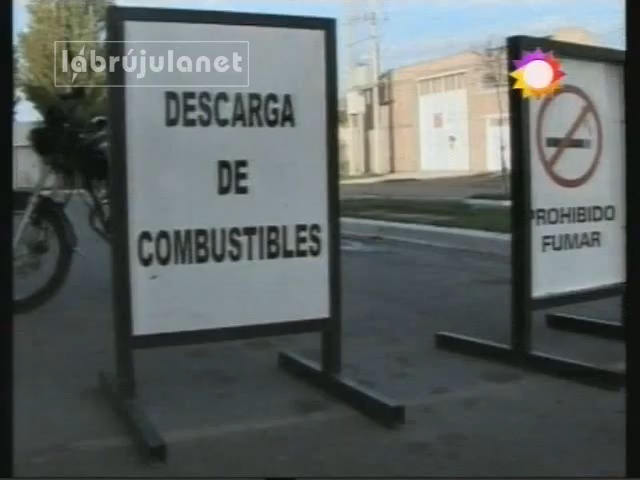 labrújulanet
DESCARGA
DE
COMBUSTIBLES
PROHIBIDO
FUMAR